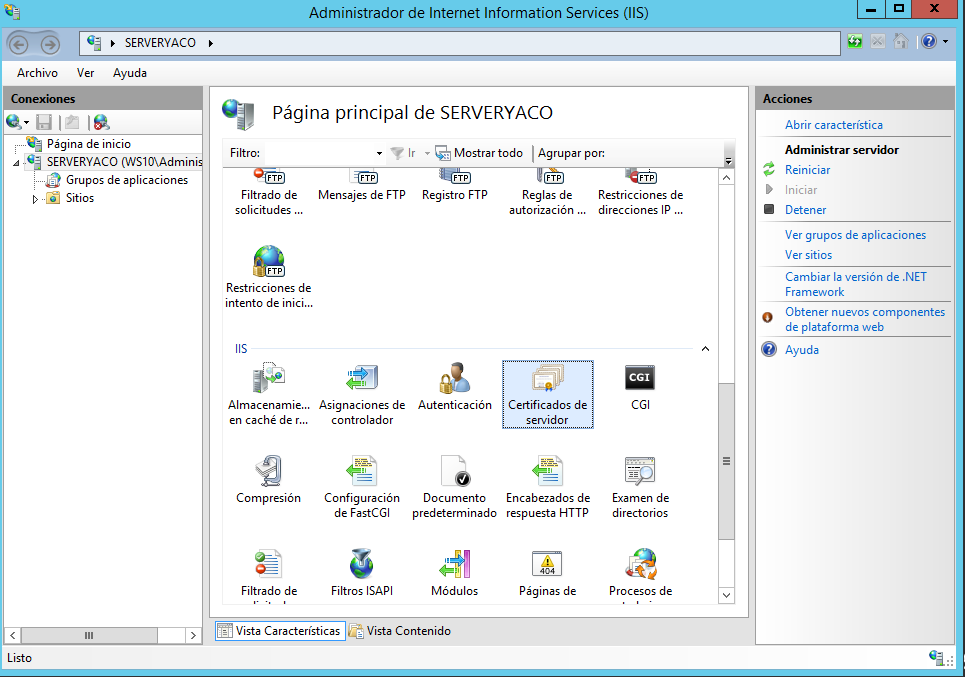 Administrador de Internet Information Services (IIS)
SERVERYACO
Archivo Ver Ayuda
Conexiones
Página de inicio
SERVERYACO (WS10\Adminis
Grupos de aplicaciones
Sitios
Página principal de SERVERYACO
Filtro: Ir Mostrar todo Agrupar por:
FTP FTP FTP FTP FTP
Filtrado de Mensajes de FTP Registro FTP Reglas de Restricciones de
solicitudes ... autorización ... direcciones IP ...
FTP
Restricciones de
intento de inici...
IIS
CGI
Almacenamie... Asignaciones de Autenticación Certificados de CGI
en caché de r... controlador servidor
Compresión Configuración Documento Encabezados de Examen de
de FastCGI predeterminado respuesta HTTP directorios
404
Filtrado de Filtros ISAPI Módulos Páginas de Procesos de
Vista Características Vista Contenido
Acciones
Abrir característica
Administrar servidor
Reiniciar
Iniciar
Detener
Ver grupos de aplicaciones
Ver sitios
Cambiar la versión de .NET
Framework
Obtener nuevos componentes
de plataforma web
Ayuda
Listo